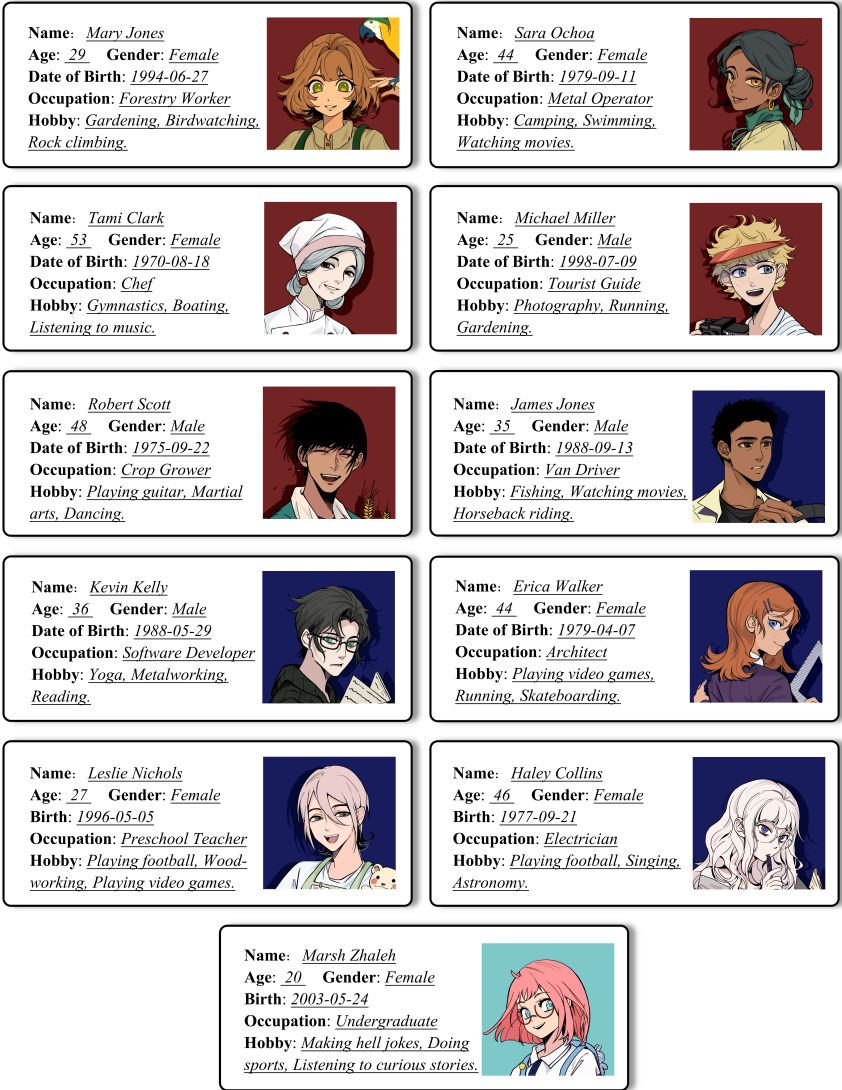 Name: Mary Jones
Age: 29 Gender: Female
Date of Birth: 1994-06-27
Occupation: Forestry Worker
Hobby: Gardening, Birdwatching,
Rock climbing.
Name: Sara Ochoa
Age: 44 Gender: Female
Date of Birth: 1979-09-11
Occupation: Metal Operator
Hobby: Camping, Swimming,
Watching movies.
Name: Tami Clark
Age: 53 Gender: Female
Date of Birth: 1970-08-18
Occupation: Chef
Hobby: Gymnastics, Boating,
Listening to music.
Name: Michael Miller
Age: 25 Gender: Male
Date of Birth: 1998-07-09
Occupation: Tourist Guide
Hobby: Photography, Running,
Gardening.
Name: Robert Scott
Age: 48 Gender: Male
Date of Birth: 1975-09-22
Occupation: Crop Grower
Hobby: Playing guitar, Martial
arts, Dancing.
Name: James Jones
Age: 35 Gender: Male
Date of Birth: 1988-09-13
Occupation: Van Driver
Hobby: Fishing, Watching movies,
Horseback riding.
Name: Kevin Kelly
Age: 36 Gender: Male
Date of Birth: 1988-05-29
Occupation: Software Developer
Hobby: Yoga, Metalworking,
Reading.
Name: Erica Walker
Age: 44 Gender: Female
Date of Birth: 1979-04-07
Occupation: Architect
Hobby: Playing video games,
Running, Skateboarding.
Name: Leslie Nichols
Age: 27 Gender: Female
Birth: 1996-05-05
Occupation: Preschool Teacher
Hobby: Playing football, Wood-
working, Playing video games.
Name: Haley Collins
Age: 46 Gender: Female
Birth: 1977-09-21
Occupation: Electrician
Hobby: Playing football, Singing,
Astronomy.
Name: Marsh Zhaleh
Age: 20 Gender: Female
Birth: 2003-05-24
Occupation: Undergraduate
Hobby: Making hell jokes, Doing
sports, Listening to curious stories.